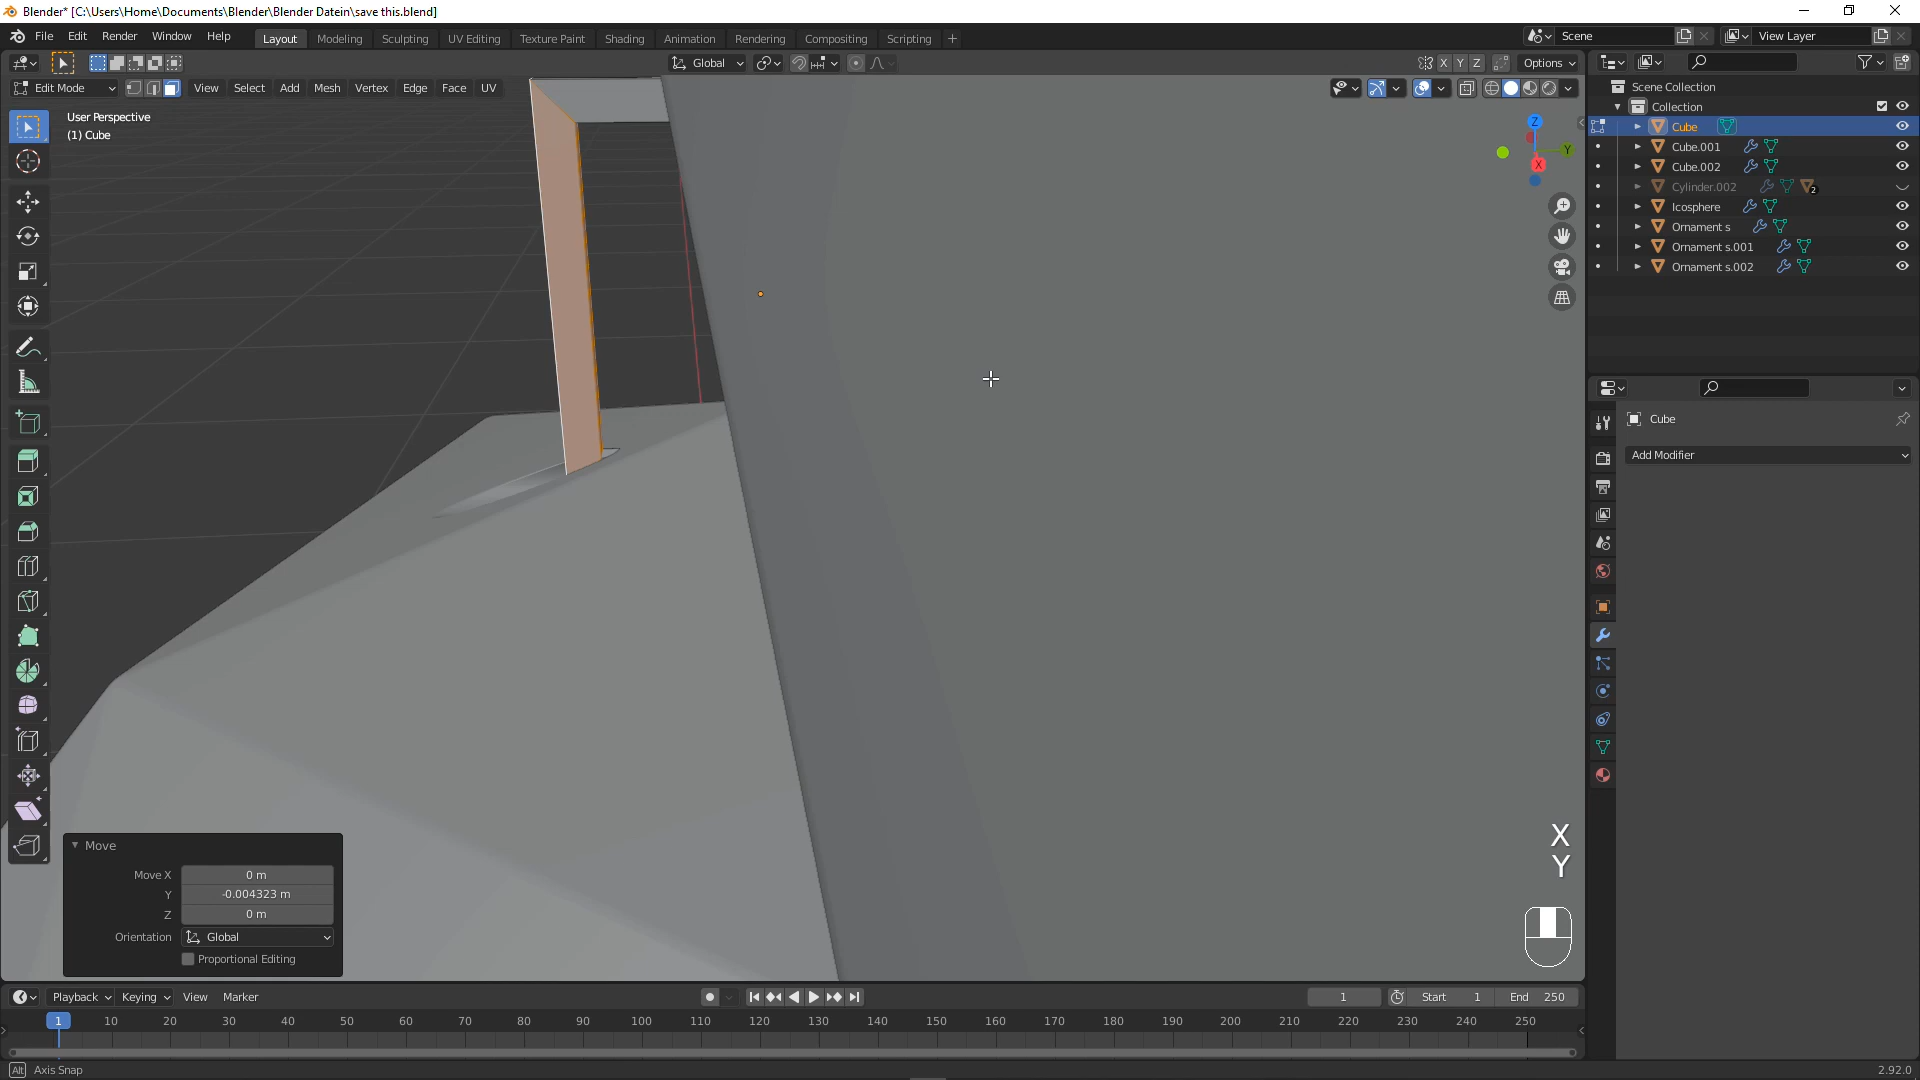 Blender* [C:\Users\Home\Documents\Blender\Blender Datein\save this.blend]
File Edit Render Window Help Layout Modeling Sculpting UV Editing Texture Paint Shading Animation Rendering Compositing Scripting + Scene View Layer
Global X Y Z Options
Edit Mode View Select Add Mesh Vertex Edge Face UV
User Perspective
(1) Cube
Z
Y
X
Scene Collection
Collection
Cube
Cube.001
Cube.002
Cylinder.002 2
Icosphere
Ornament s
Ornament s.001
Ornament s.002
Cube
Add Modifier
X
Y
Move
Move X 0 m
Y -0.004323 m
Z 0 m
Orientation Global
Proportional Editing
Playback Keying View Marker 1 Start 1 End 250
1 10 20 30 40 50 60 70 80 90 100 110 120 130 140 150 160 170 180 190 200 210 220 230 240 250
Alt Axis Snap 2.92.0